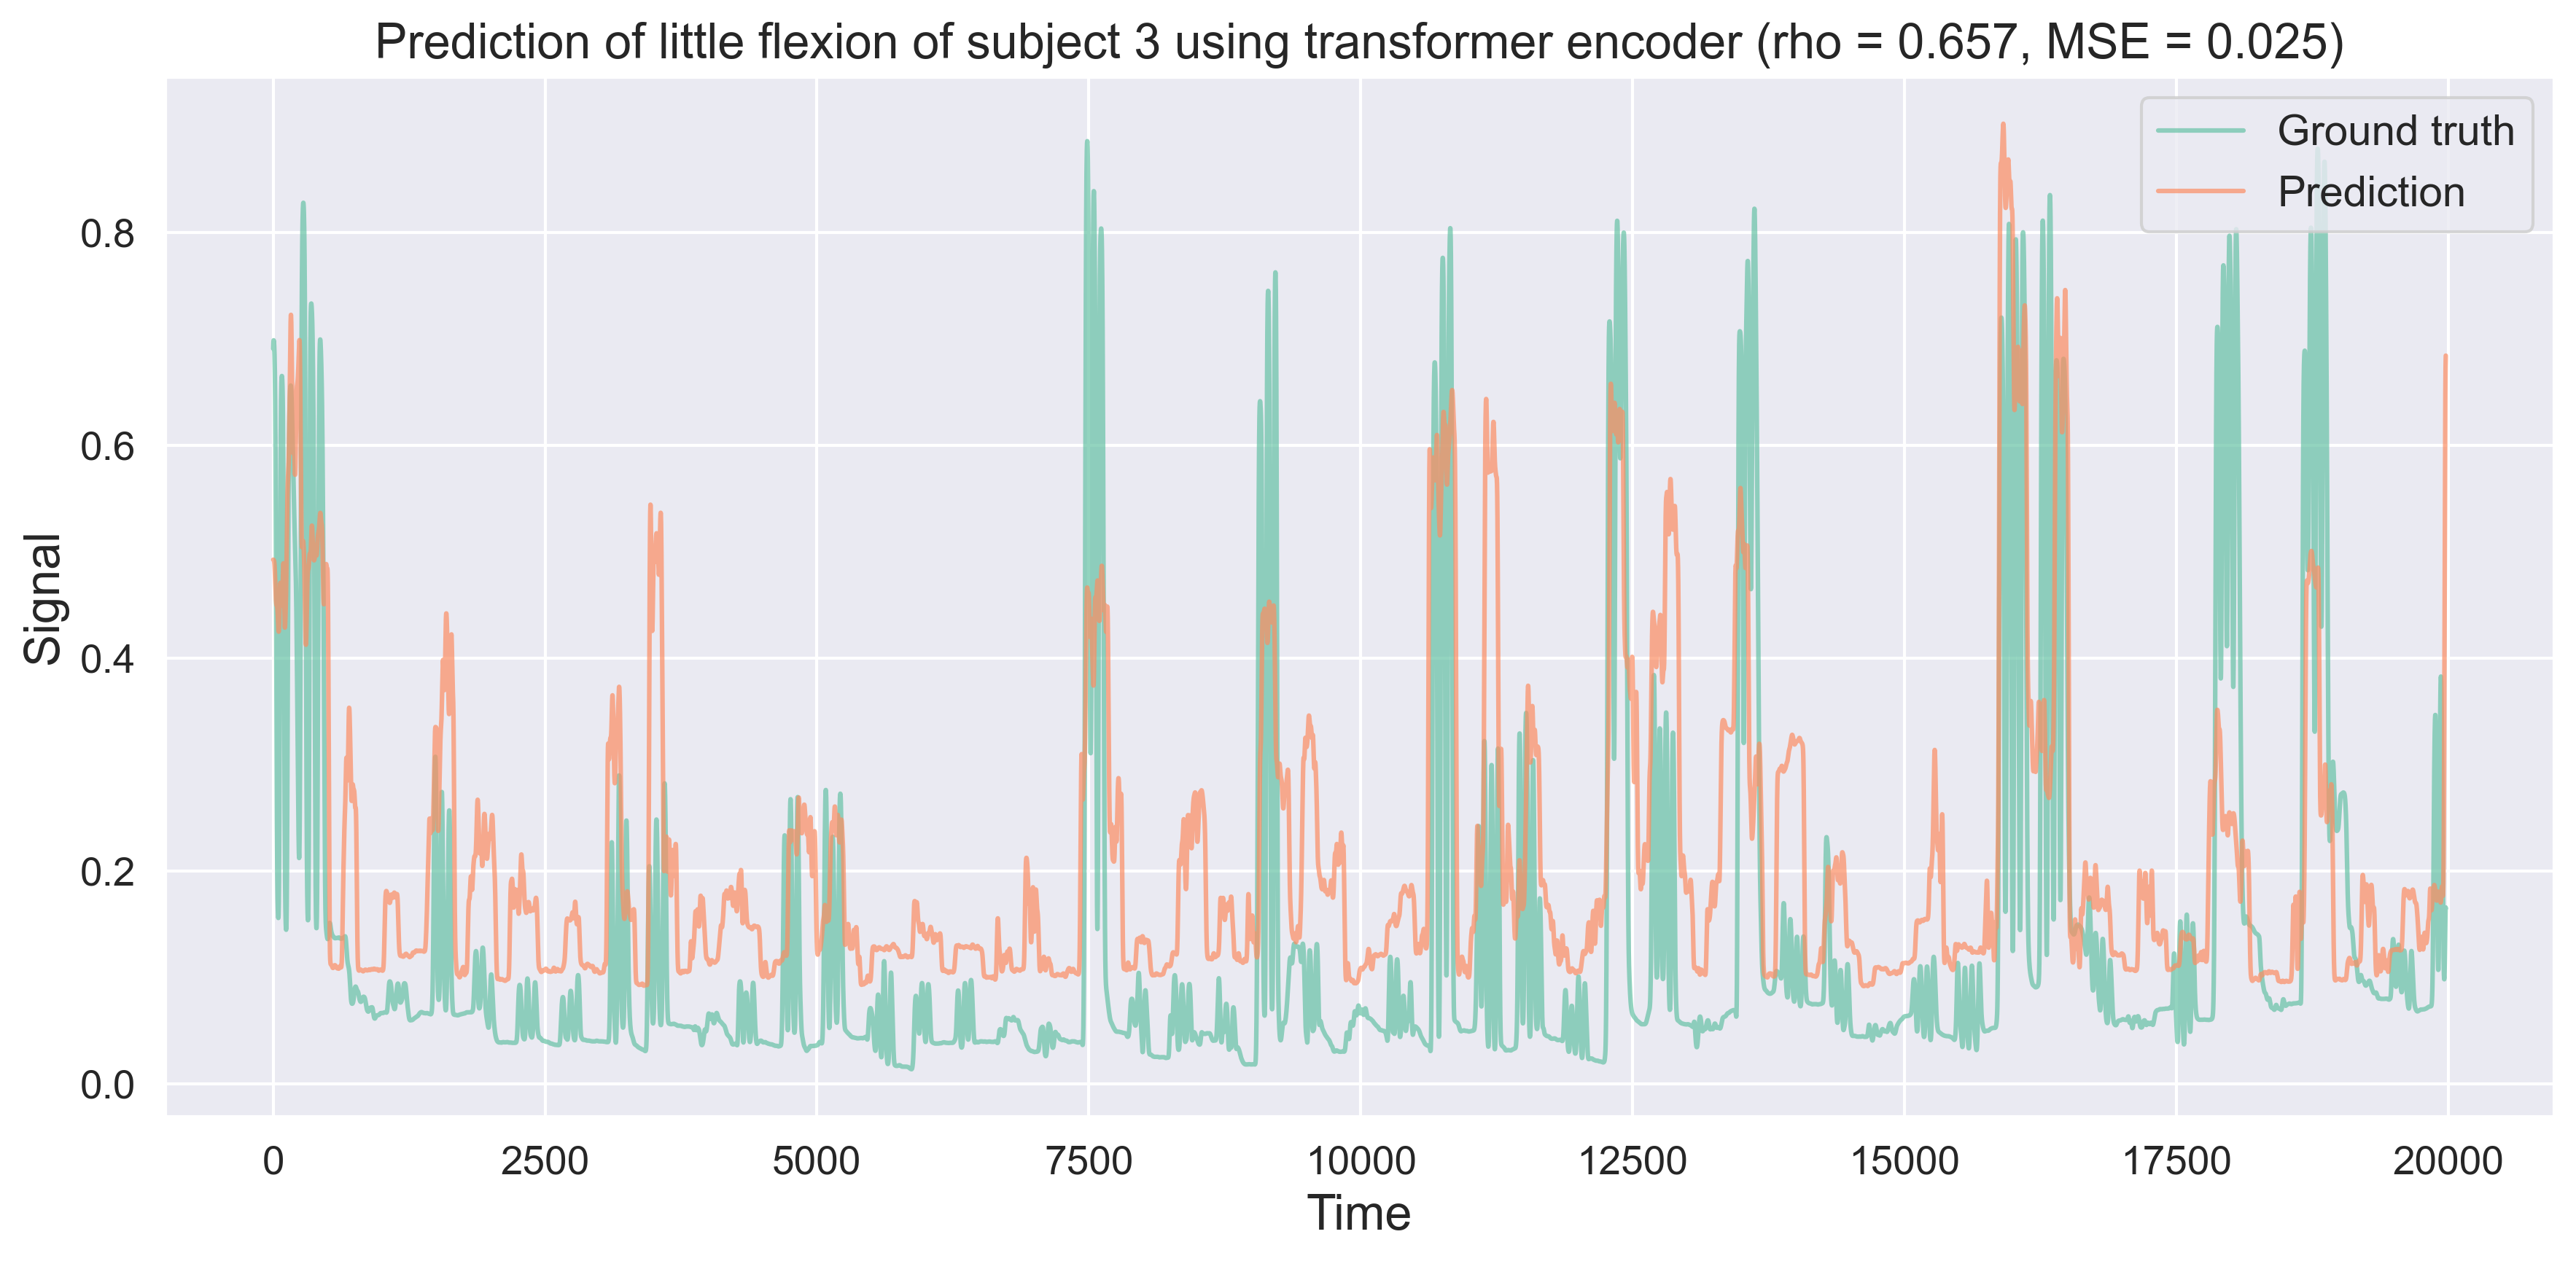 Prediction of little flexion of subject 3 using transformer encoder (rho = 0.657, MSE = 0.025)
Ground truth
Prediction
0.8
0.6
0.4
0.2
0.0
Signal
0 2500 5000 7500 10000 12500 15000 17500 20000
Time